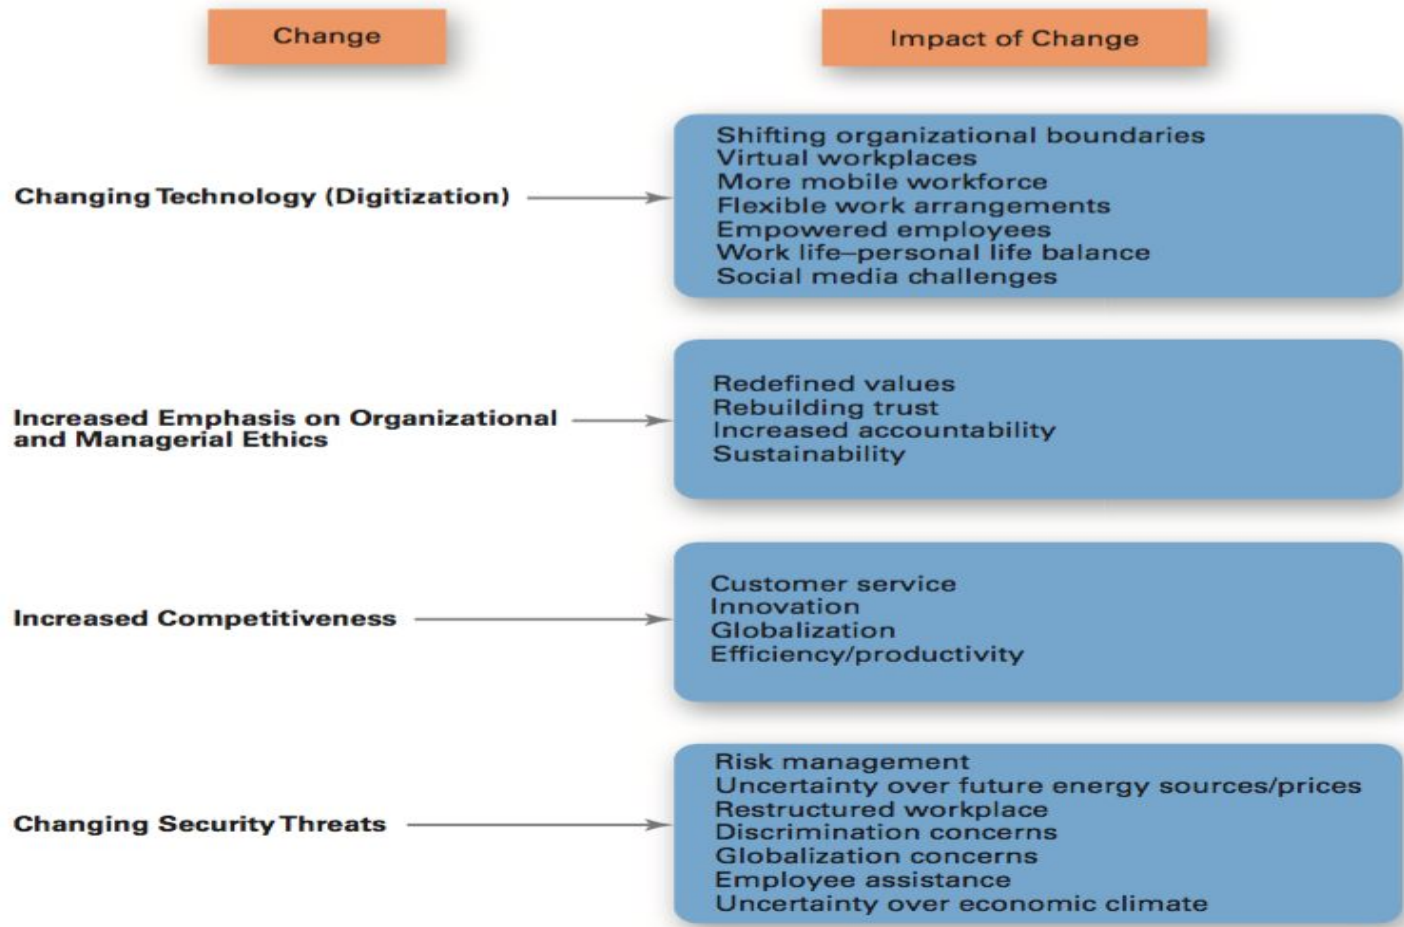 Change
Impact of Change
Changing Technology (Digitization)
Shifting organizational boundaries
Virtual workplaces
More mobile workforce
Flexible work arrangements
Empowered employees
Work life–personal life balance
Social media challenges
Increased Emphasis on Organizational
and Managerial Ethics
Redefined values
Rebuilding trust
Increased accountability
Sustainability
Increased Competitiveness
Customer service
Innovation
Globalization
Efficiency/productivity
Changing Security Threats
Risk management
Uncertainty over future energy sources/prices
Restructured workplace
Discrimination concerns
Globalization concerns
Employee assistance
Uncertainty over economic climate